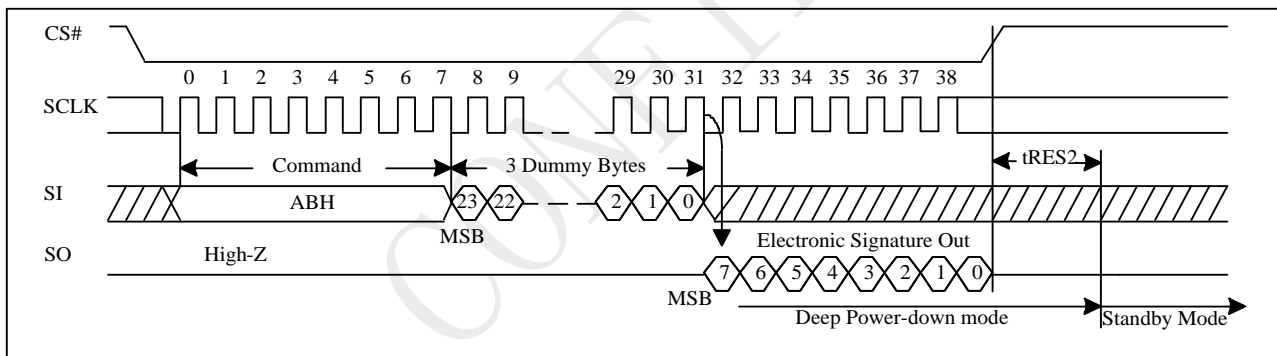 CS#
0 1 2 3 4 5 6 7 8 9 29 30 31 32 33 34 35 36 37 38
SCLK
Command 3 Dummy Bytes tRES2
SI ABH 23 22 2 1 0
MSB
SO High-Z Electronic Signature Out
7 6 5 4 3 2 1 0
MSB
Deep Power-down mode Standby Mode